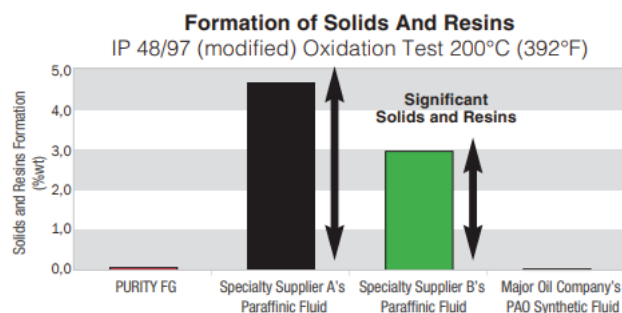 Formation of Solids And Resins
IP 48/97 (modified) Oxidation Test 200°C (392°F)
Solids and Resins Formation
(%wt)
5,0
4,0
3,0
2,0
1,0
0,0
Significant
Solids and Resins
PURITY FG
Specialty Supplier A's
Paraffinic Fluid
Specialty Supplier B's
Paraffinic Fluid
Major Oil Company's
PAO Synthetic Fluid